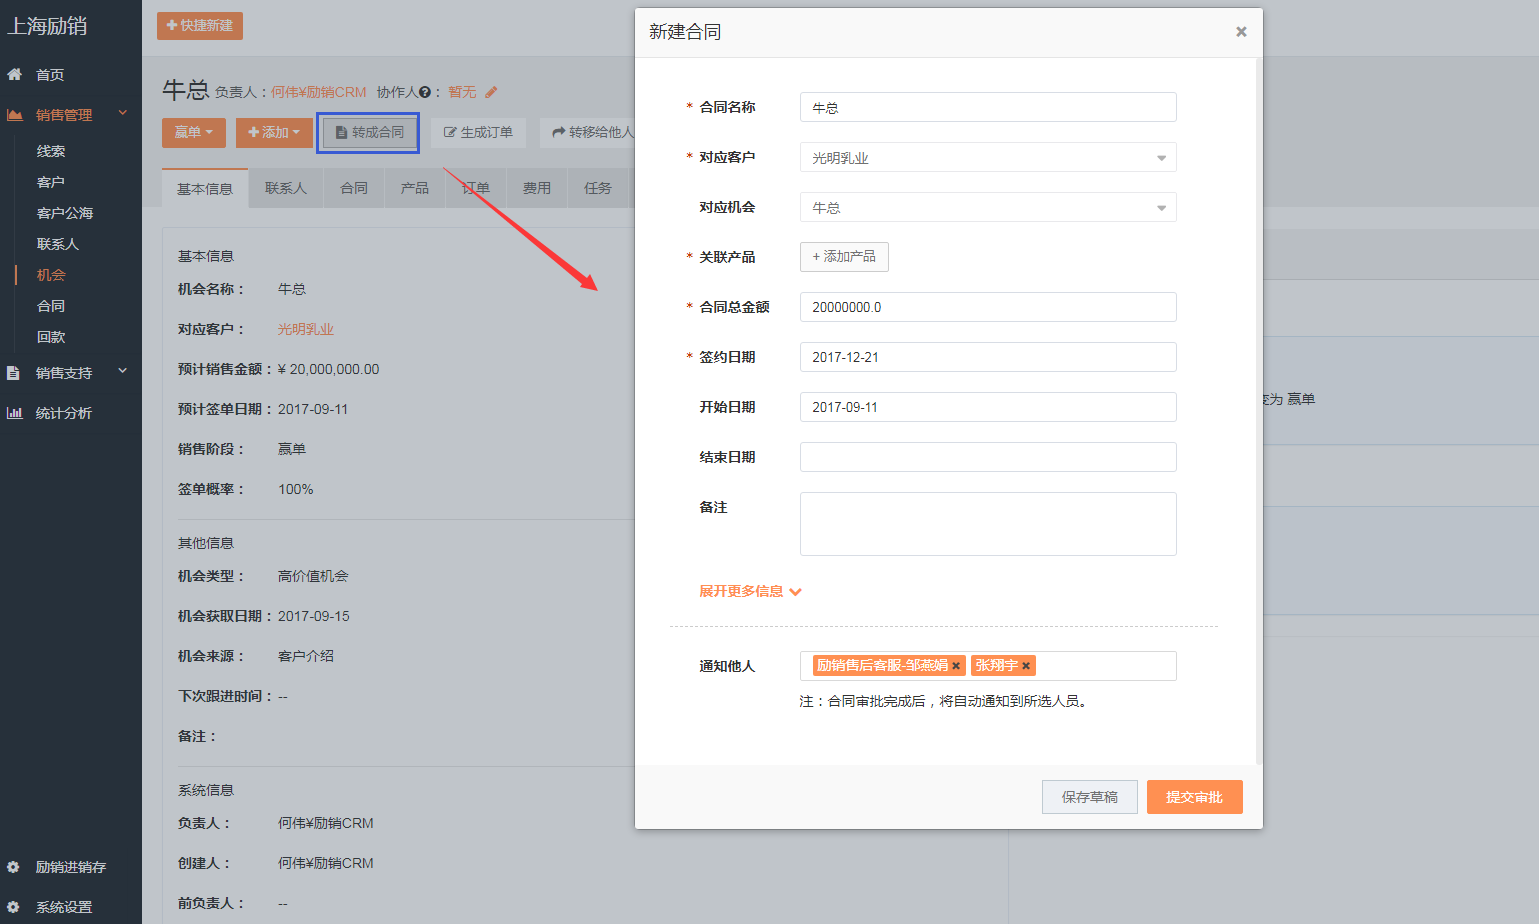 上海励销
首页
销售管理
线索
客户
客户公海
联系人
机会
合同
回款
销售支持
统计分析
励销进销存
系统设置
快捷新建
牛总 负责人：何伟¥励销CRM 协作人?： 暂无
赢单 添加 转成合同 生成订单 转移给他人
基本信息 联系人 合同 产品 订单 费用 任务
基本信息
机会名称： 牛总
对应客户： 光明乳业
预计销售金额： ¥ 20,000,000.00
预计签单日期： 2017-09-11
销售阶段： 赢单
签单概率： 100%
其他信息
机会类型： 高价值机会
机会获取日期： 2017-09-15
机会来源： 客户介绍
下次跟进时间： --
备注：
系统信息
负责人： 何伟¥励销CRM
创建人： 何伟¥励销CRM
前负责人： --
新建合同 ×
* 合同名称 牛总
* 对应客户 光明乳业
对应机会 牛总
* 关联产品 + 添加产品
* 合同总金额 20000000.0
* 签约日期 2017-12-21
开始日期 2017-09-11
结束日期
备注
展开更多信息
通知他人 励销售后客服-邹燕娟 × 张翔宇 ×
注：合同审批完成后，将自动通知到所选人员。
保存草稿 提交审批
为 赢单